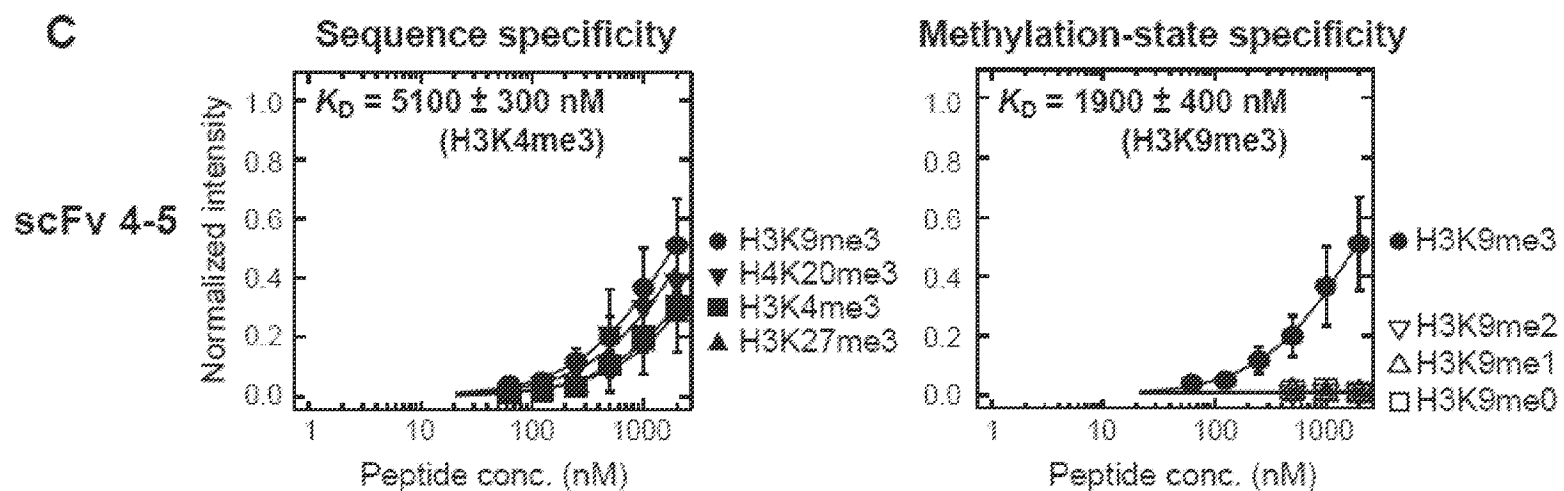 C
Sequence specificity
Methylation-state specificity
scFv 4-5
Normalized intensity
1.0
0.8
0.6
0.4
0.2
0.0
KD = 5100 ± 300 nM
(H3K4me3)
1
10
100
1000
Peptide conc. (nM)
H3K9me3
H4K20me3
H3K4me3
H3K27me3
1.0
0.8
0.6
0.4
0.2
0.0
KD = 1900 ± 400 nM
(H3K9me3)
1
10
100
1000
Peptide conc. (nM)
H3K9me3
H3K9me2
H3K9me1
H3K9me0